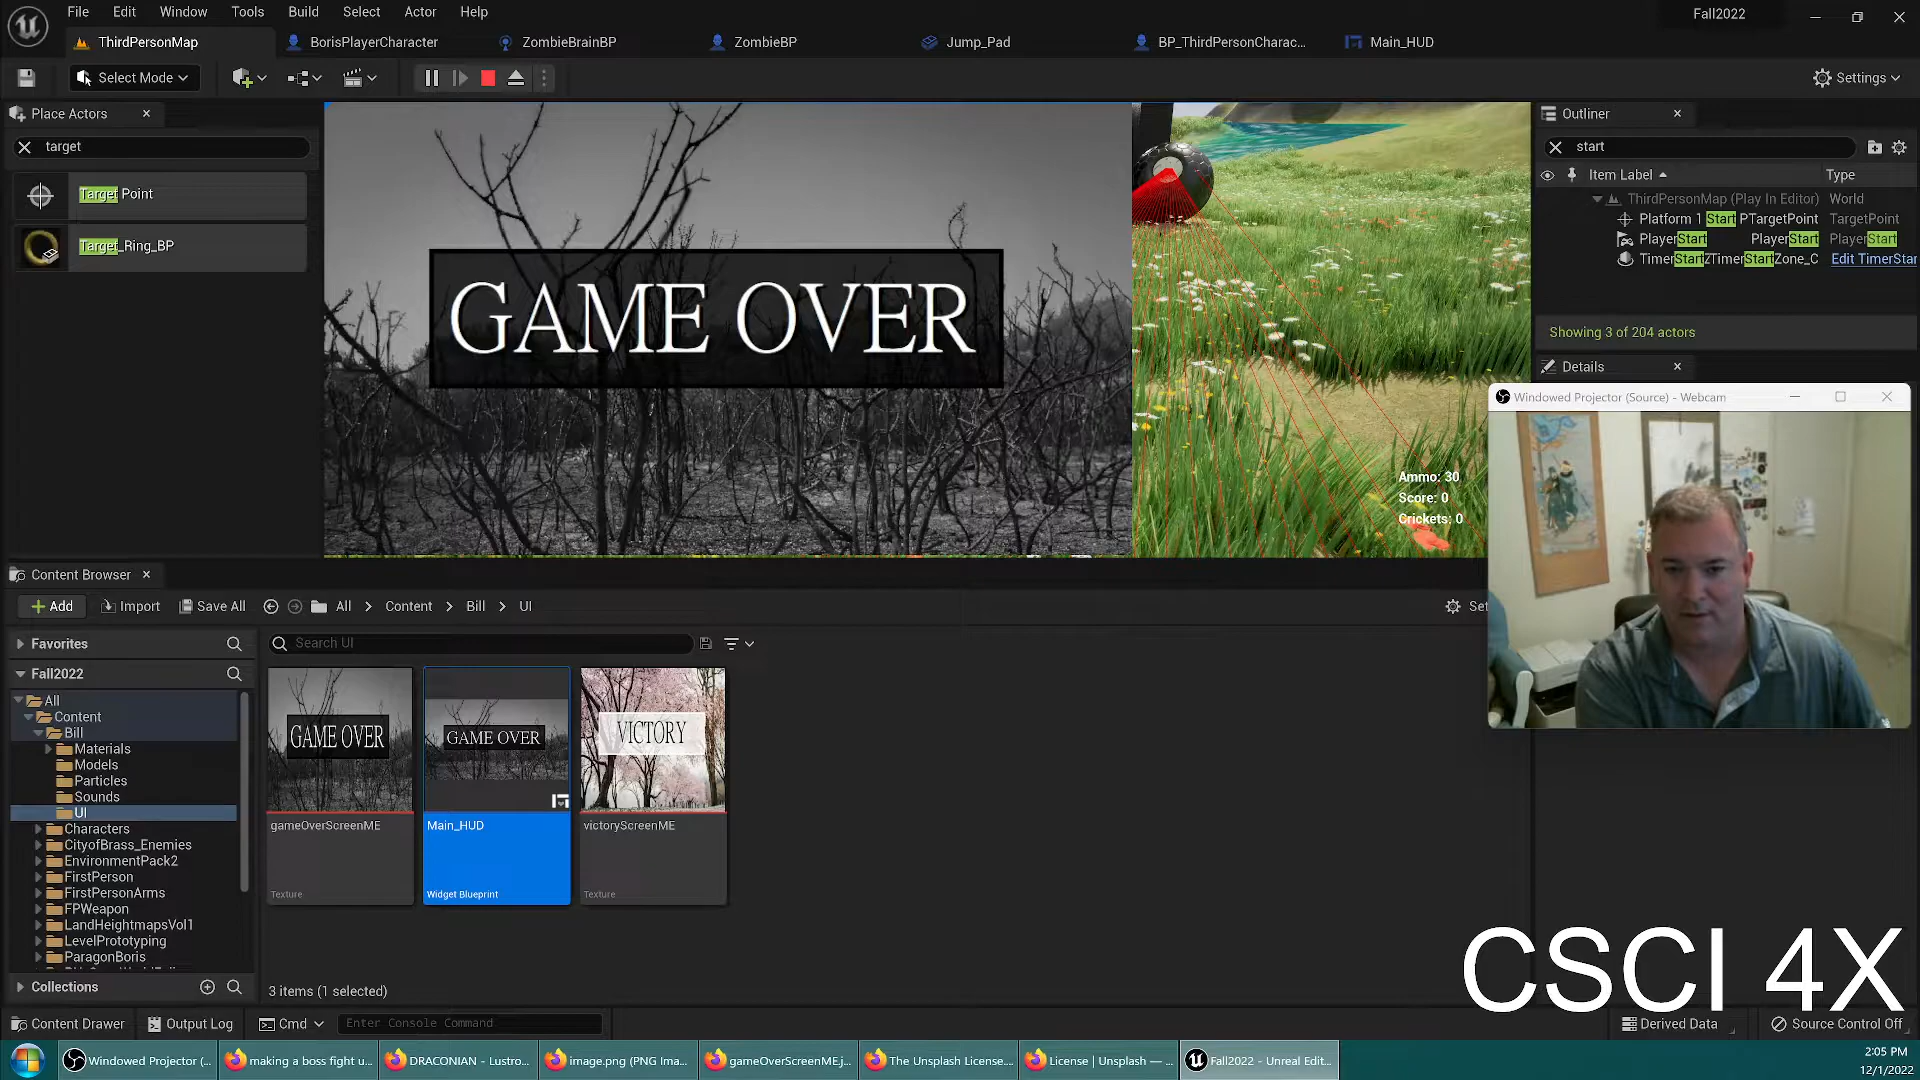 File Edit Window Tools Build Select Actor Help
Fall2022
ThirdPersonMap
BorisPlayerCharacter
ZombieBrainBP
ZombieBP
Jump_Pad
BP_ThirdPersonCharac...
Main_HUD
Select Mode
Settings
Place Actors
target
Target Point
Target_Ring_BP
GAME OVER
Ammo: 30
Score: 0
Crickets: 0
Outliner
start
Item Label Type
ThirdPersonMap (Play In Editor) World
Platform 1 Start PTargetPoint TargetPoint
PlayerStart PlayerStart PlayerStart
TimerStartZTimerStartZone_C Edit TimerStar
Showing 3 of 204 actors
Details
Windowed Projector (Source) - Webcam
Content Browser
Add Import Save All All > Content > Bill > UI
Set
Favorites
Search UI
Fall2022
All
Content
Bill
Materials
Models
Particles
Sounds
UI
Characters
CityofBrass_Enemies
EnvironmentPack2
FirstPerson
FirstPersonArms
FPWeapon
LandHeightmapsVol1
LevelPrototyping
ParagonBoris
GAME OVER
gameOverScreenME
Texture
GAME OVER
Main_HUD
Widget Blueprint
VICTORY
victoryScreenME
Texture
Collections
3 items (1 selected)
CSCI 4X
Content Drawer Output Log Cmd Enter Console Command
Derived Data Source Control Off
Windowed Projector (...
making a boss fight u...
DRACONIAN - Lustro...
image.png (PNG Ima...
gameOverScreenME.j...
The Unsplash License...
License | Unsplash — ...
Fall2022 - Unreal Edit...
2:05 PM
12/1/2022